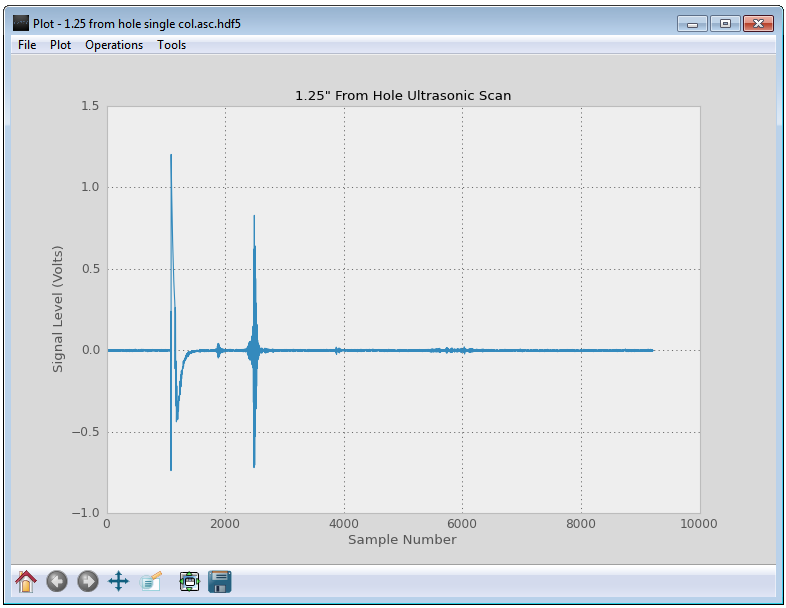 Plot - 1.25 from hole single col.asc.hdf5
File Plot Operations Tools
1.25" From Hole Ultrasonic Scan
1.5
1.0
0.5
0.0
−0.5
−1.0
Signal Level (Volts)
0 2000 4000 6000 8000 10000
Sample Number